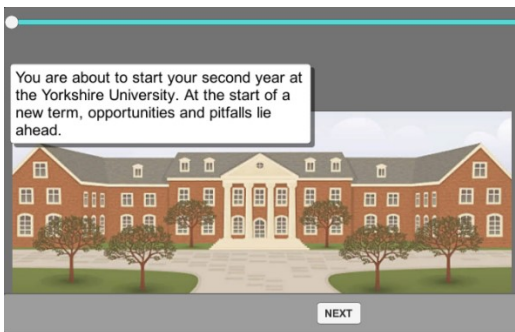 You are about to start your second year at
the Yorkshire University. At the start of a
new term, opportunities and pitfalls lie
ahead.
NEXT